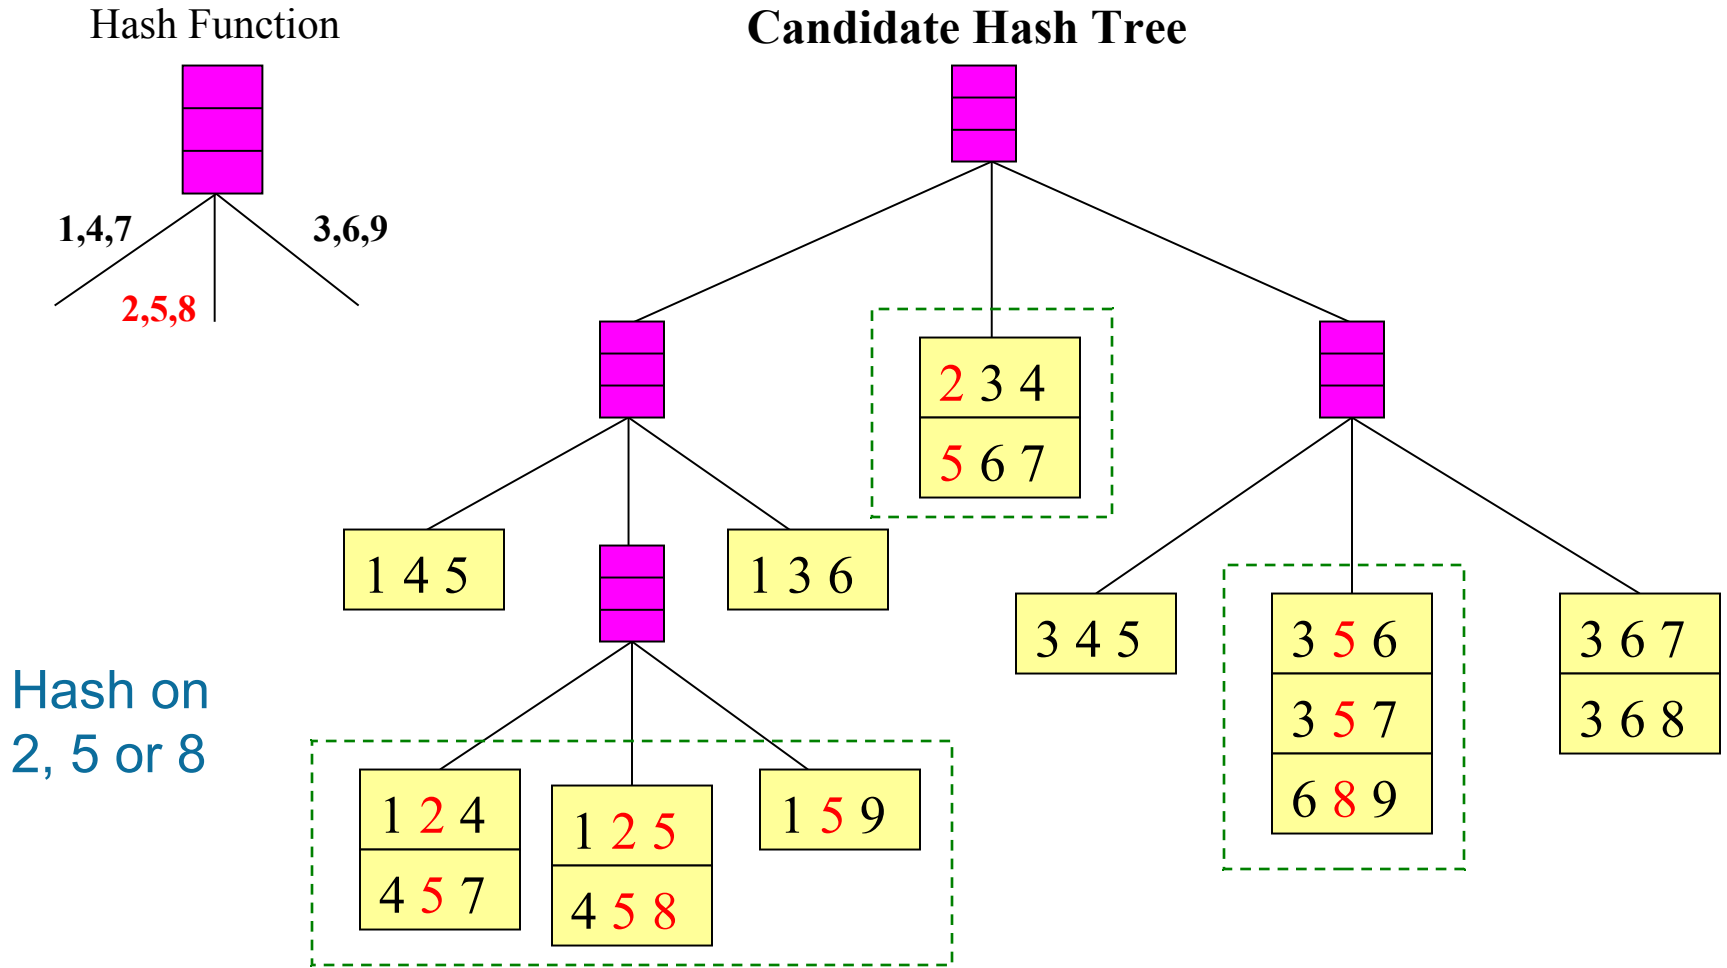 Hash Function
Candidate Hash Tree
1,4,7
3,6,9
2,5,8
2 3 4
5 6 7
1 4 5
1 3 6
3 4 5
3 5 6
3 5 7
6 8 9
3 6 7
3 6 8
Hash on
2, 5 or 8
1 2 4
4 5 7
1 2 5
4 5 8
1 5 9